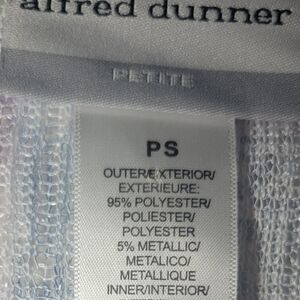 alfred dunner
PETITE
PS
OUTER/EXTERIOR/
EXTERIEURE:
95% POLYESTER/
POLIESTER/
POLYESTER
5% METALLIC/
METALICO/
METALLIQUE
INNER/INTERIOR/